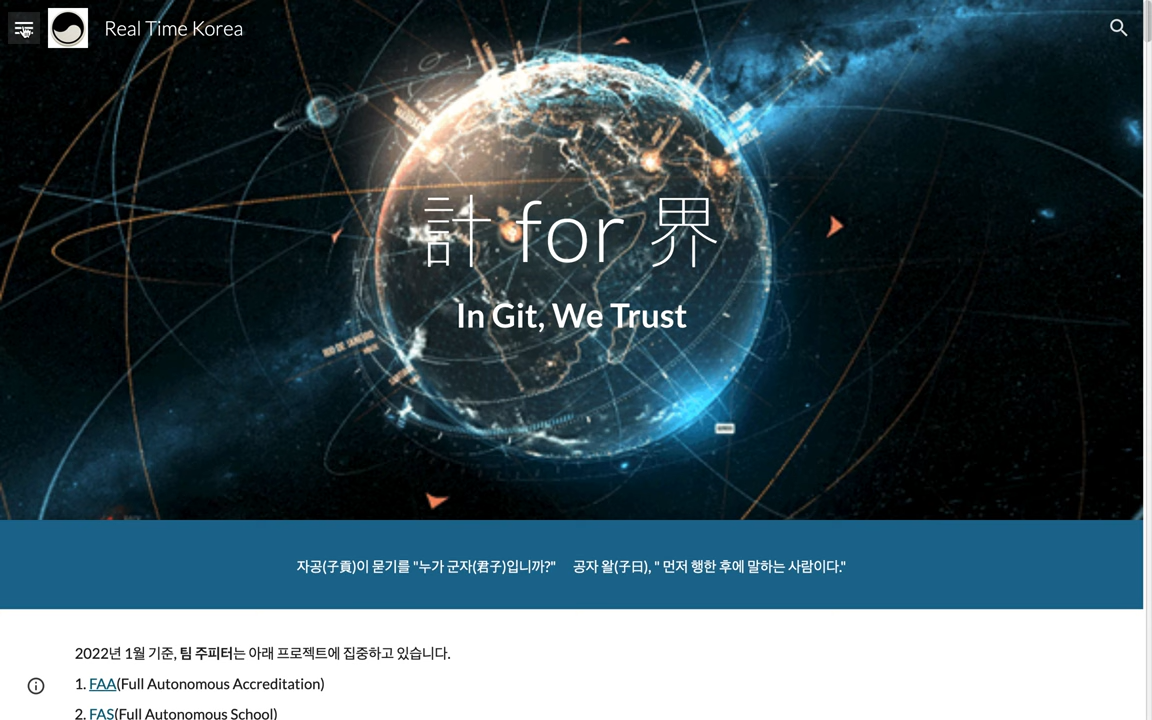 Real Time Korea
計 for 界
In Git, We Trust
RIO DE JANEIRO
자공(子貢)이 묻기를 "누가 군자(君子)입니까?" 공자 왈(子曰), " 먼저 행한 후에 말하는 사람이다."
2022년 1월 기준, 팀 주피터는 아래 프로젝트에 집중하고 있습니다.
1. FAA(Full Autonomous Accreditation)
2. FAS(Full Autonomous School)